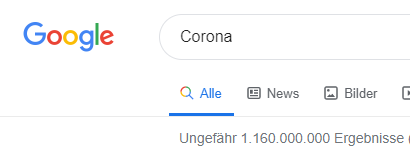 Google
Corona
Alle News Bilder
Ungefähr 1.160.000.000 Ergebnisse (